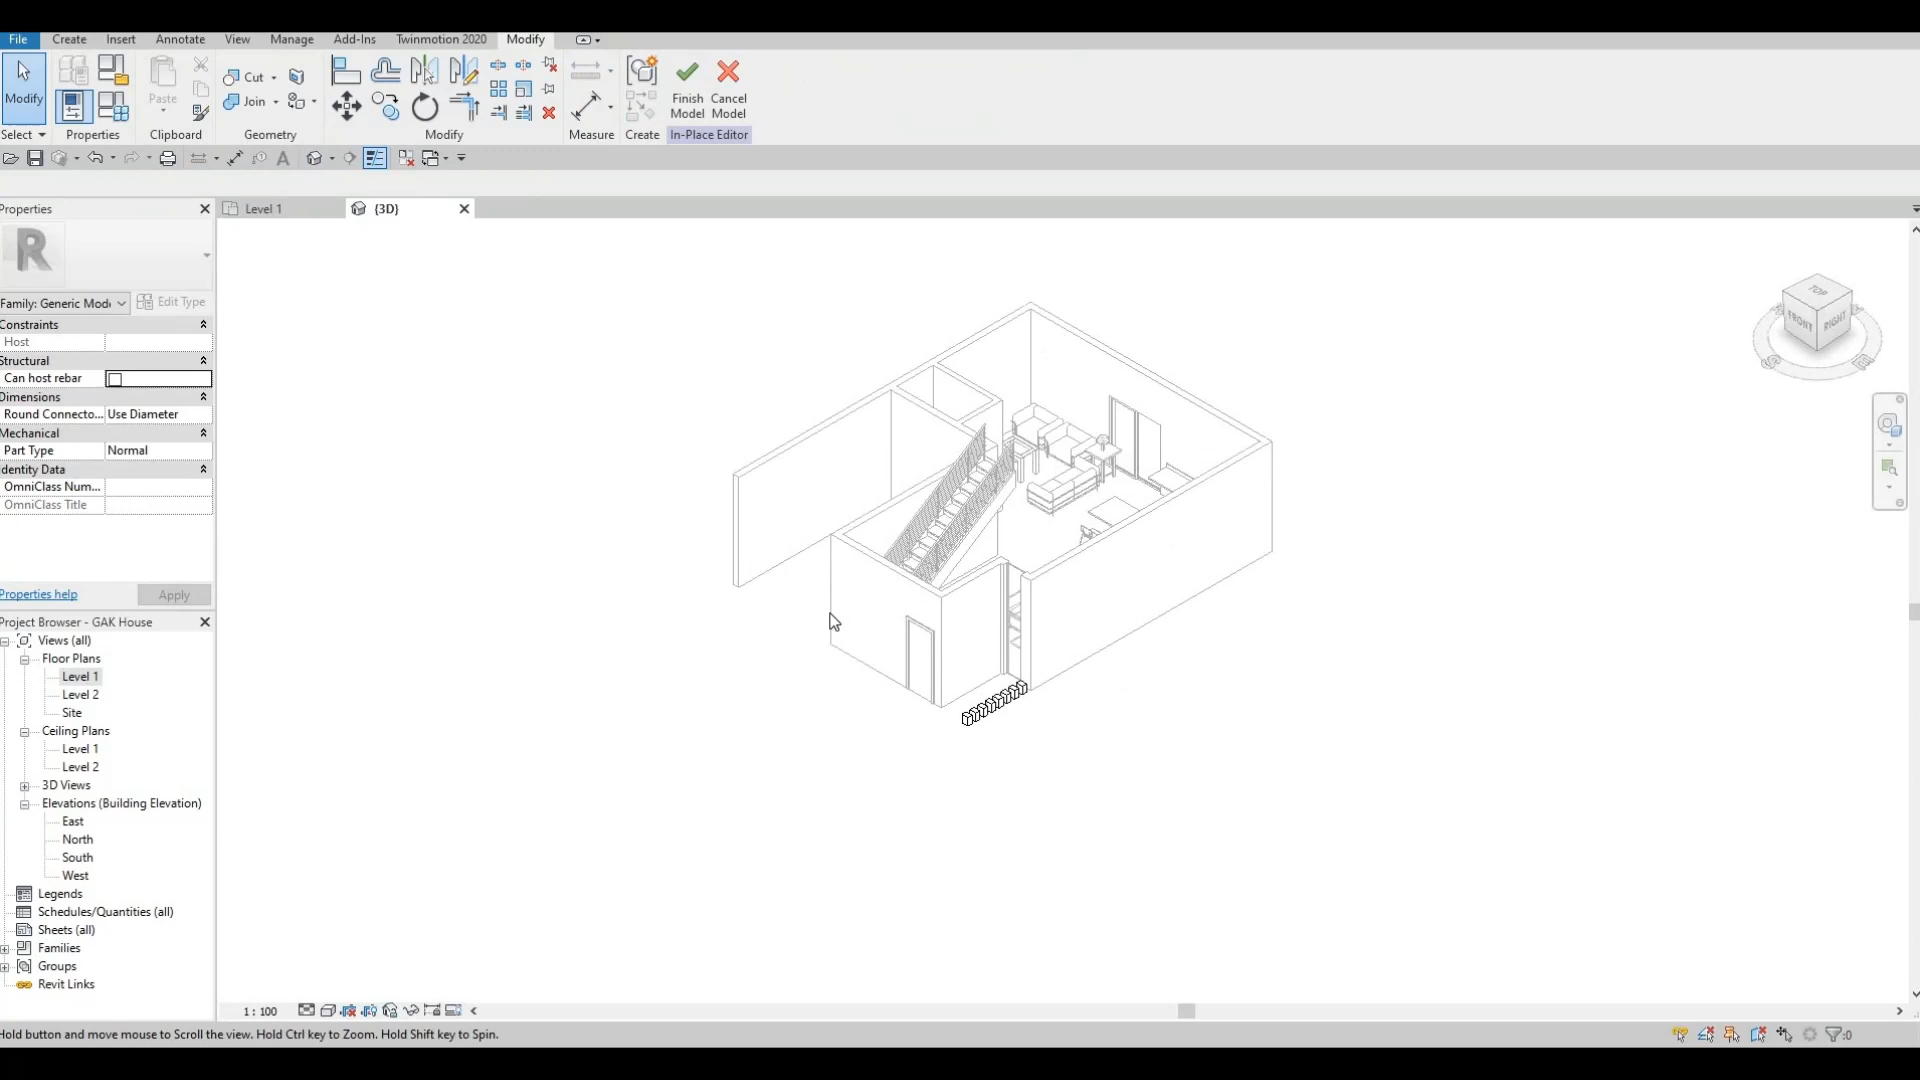 File Create Insert Annotate View Manage Add-Ins Twinmotion 2020 Modify
Modify
Paste
Cut
Join
Finish Model
Cancel Model
Select Properties Clipboard Geometry Modify Measure Create In-Place Editor
Properties
Level 1
{3D}
R
Family: Generic Mod
Edit Type
Constraints
Host
Structural
Can host rebar
Dimensions
Round Connecto... Use Diameter
Mechanical
Part Type Normal
Identity Data
OmniClass Num...
OmniClass Title
Properties help
Apply
Project Browser - GAK House
Views (all)
Floor Plans
Level 1
Level 2
Site
Ceiling Plans
Level 1
Level 2
3D Views
Elevations (Building Elevation)
East
North
South
West
Legends
Schedules/Quantities (all)
Sheets (all)
Families
Groups
Revit Links
TOP
FRONT
RIGHT
S
E
1 : 100
Hold button and move mouse to Scroll the view. Hold Ctrl key to Zoom. Hold Shift key to Spin.
:0